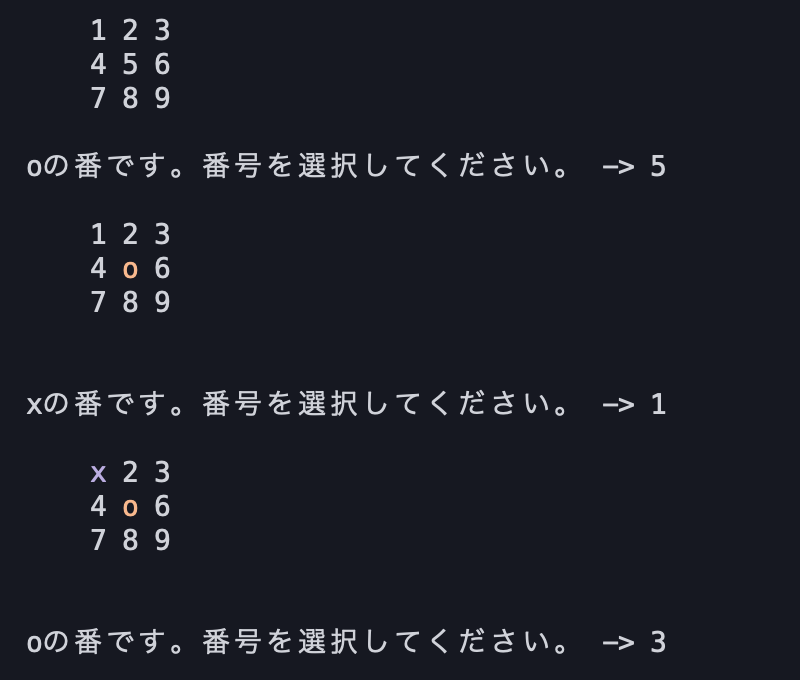 1 2 3
4 5 6
7 8 9
oの番です。番号を選択してください。 -> 5
1 2 3
4 o 6
7 8 9
xの番です。番号を選択してください。 -> 1
x 2 3
4 o 6
7 8 9
oの番です。番号を選択してください。 -> 3